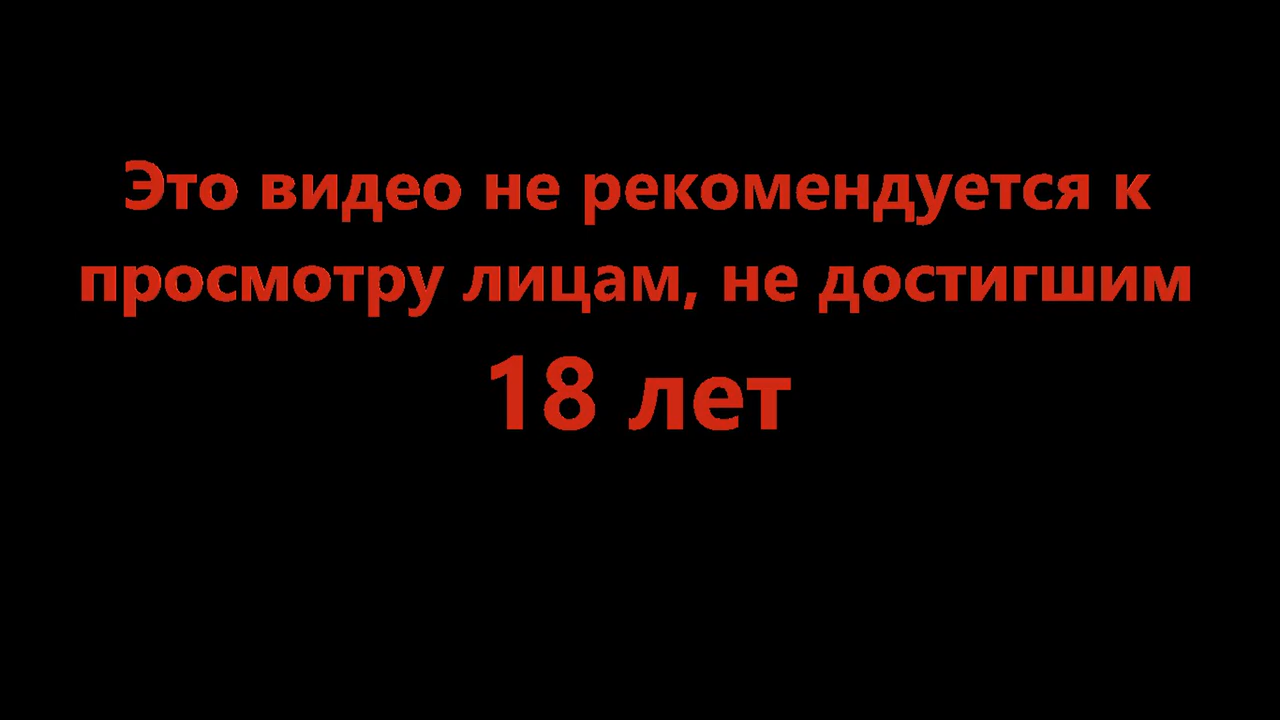 Это видео не рекомендуется к
просмотру лицам, не достигшим
18 лет